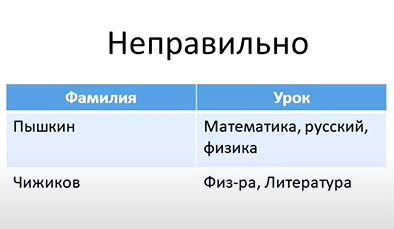 Неправильно
Фамилия Урок
Пышкин Математика, русский,
физика
Чижиков Физ-ра, Литература